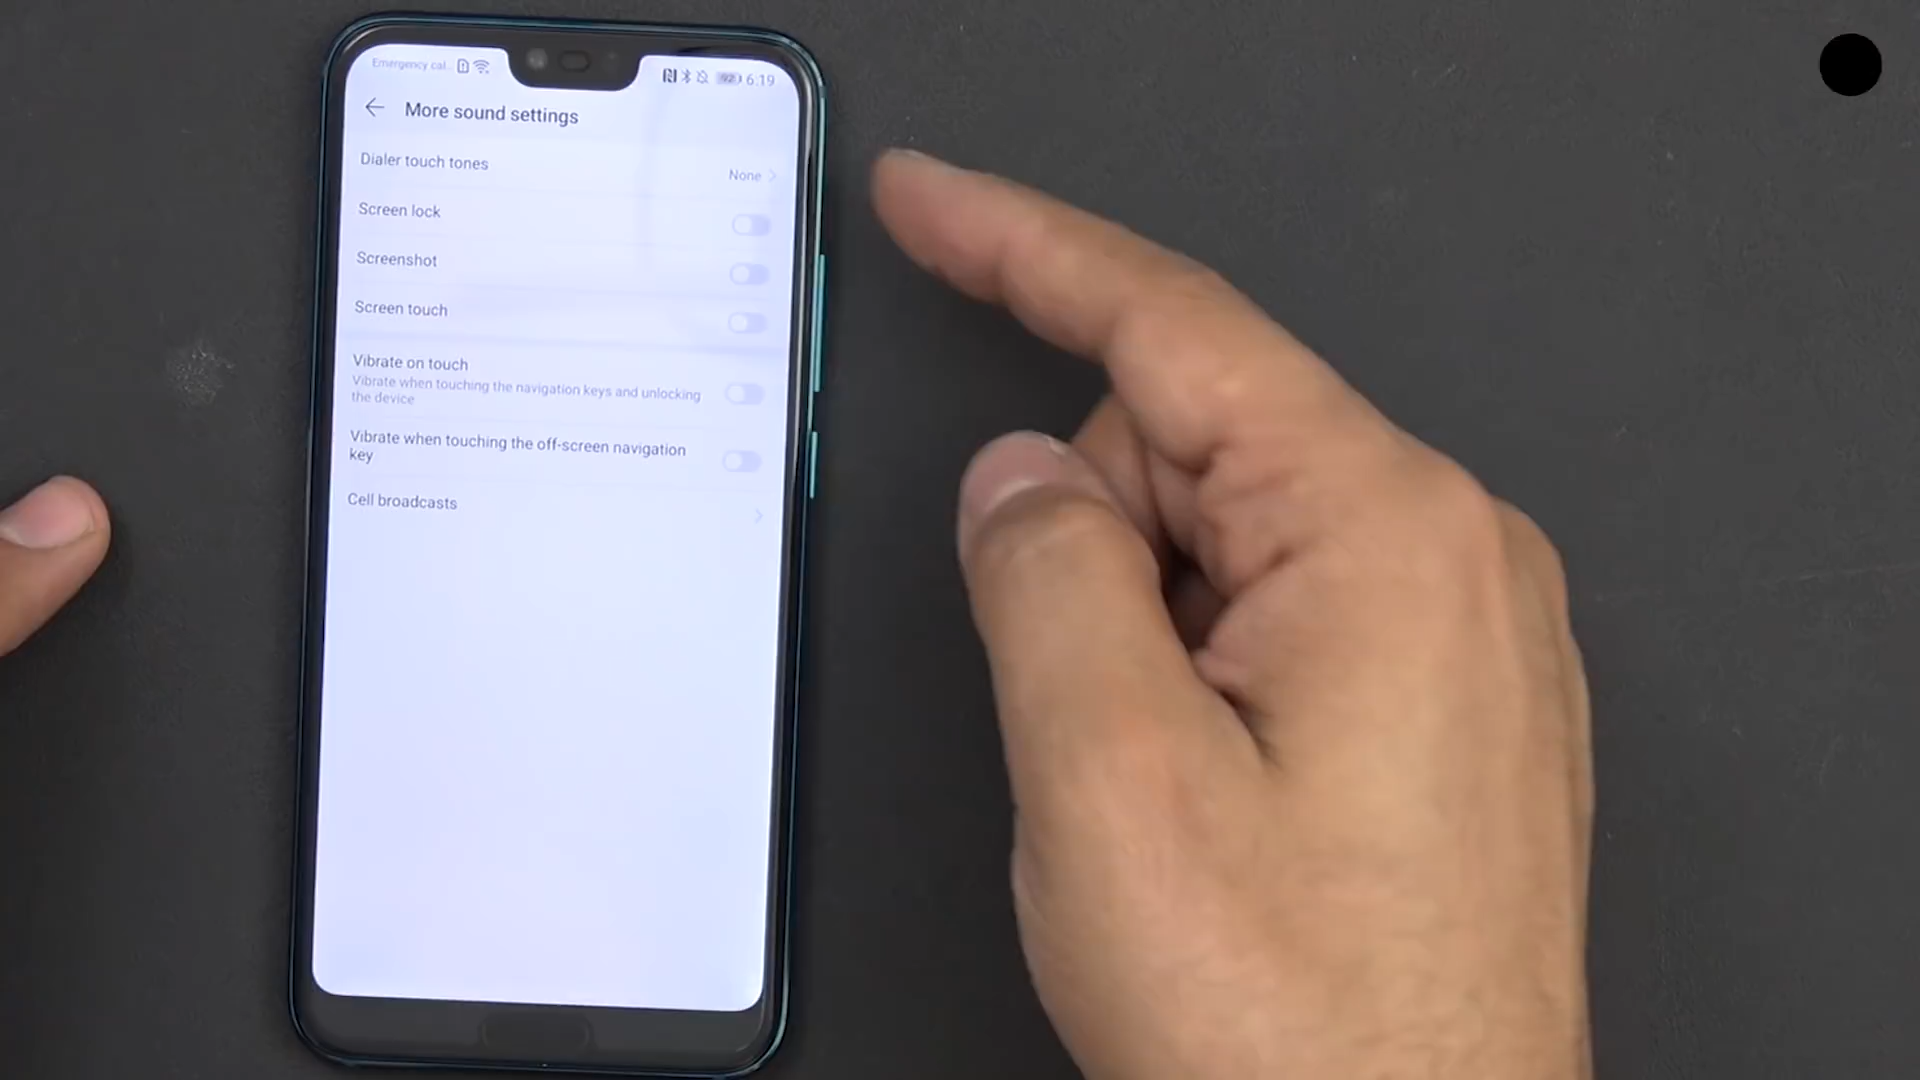 Emergency cal... 92 6:19
More sound settings
Dialer touch tones
None
Screen lock
Screenshot
Screen touch
Vibrate on touch
Vibrate when touching the navigation keys and unlocking
the device
Vibrate when touching the off-screen navigation
key
Cell broadcasts